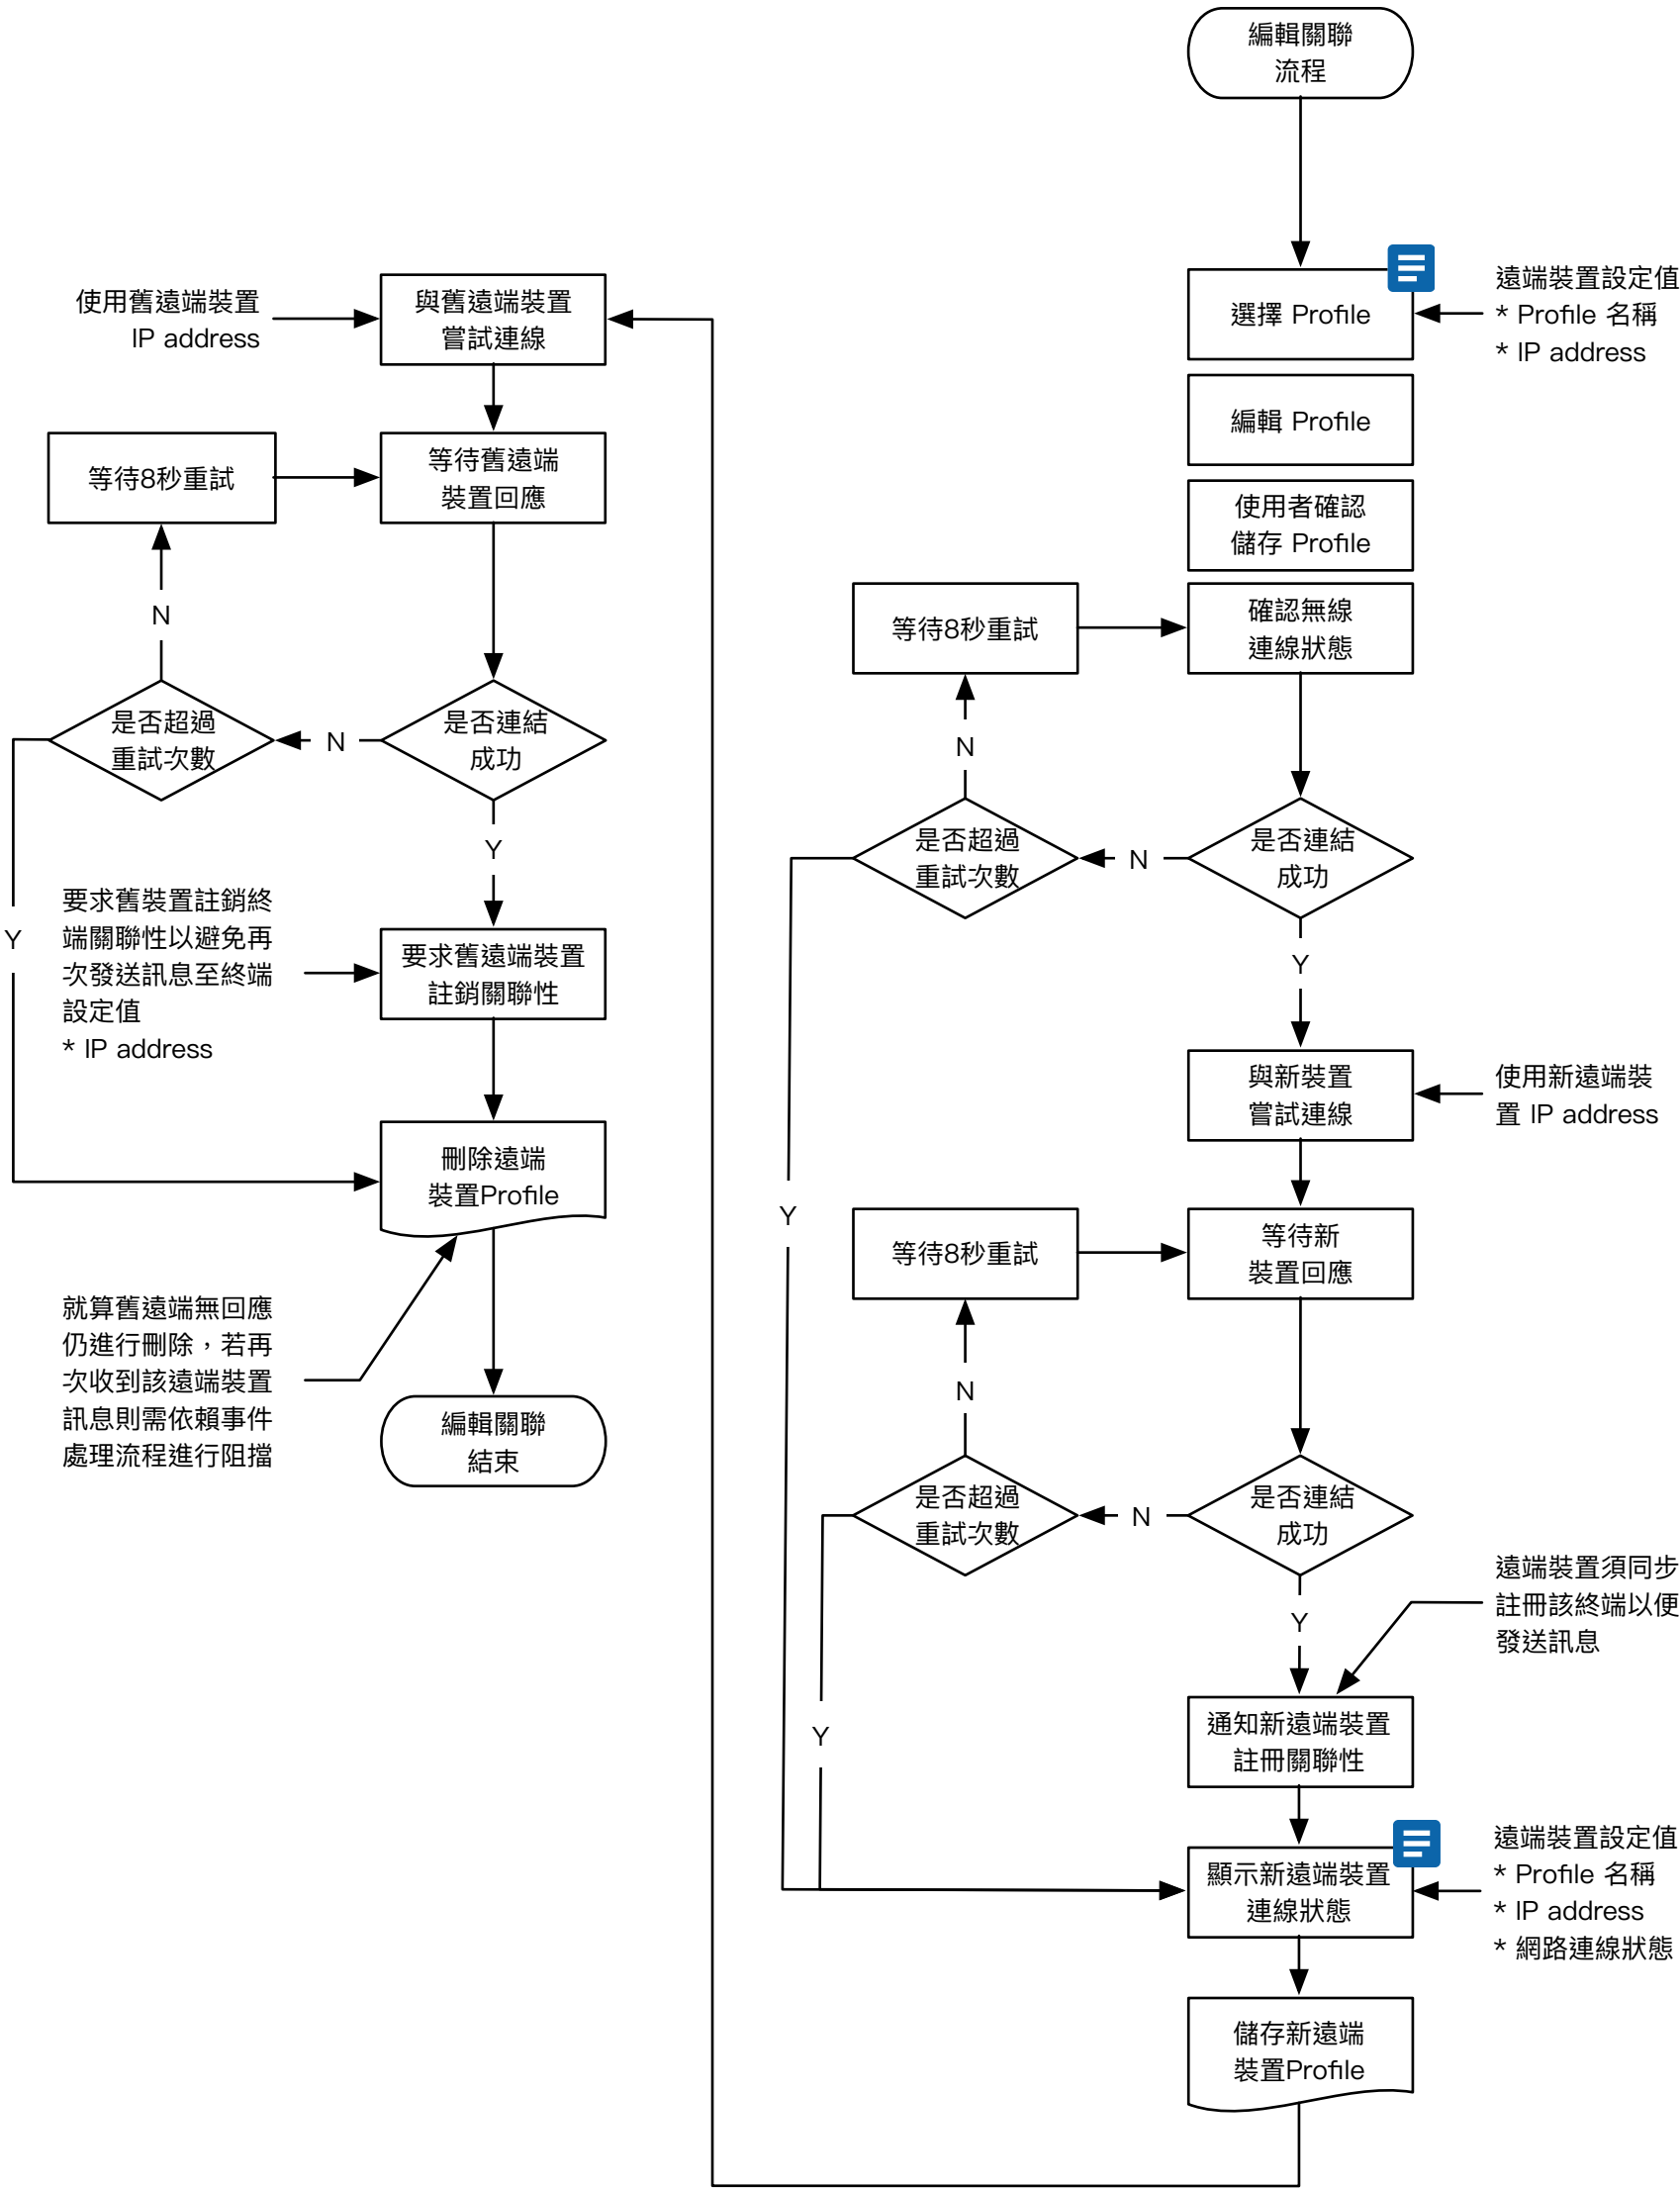 編輯關聯
流程
選擇 Profile
遠端裝置設定值
* Profile 名稱
* IP address
編輯 Profile
使用者確認
儲存 Profile
確認無線
連線狀態
等待8秒重試
N
是否超過
重試次數
N
是否連結
成功
Y
Y
與新裝置
嘗試連線
使用新遠端裝
置 IP address
等待新
裝置回應
等待8秒重試
N
是否超過
重試次數
N
是否連結
成功
Y
Y
遠端裝置須同步
註冊該終端以便
發送訊息
通知新遠端裝置
註冊關聯性
顯示新遠端裝置
連線狀態
遠端裝置設定值
* Profile 名稱
* IP address
* 網路連線狀態
儲存新遠端
裝置Profile
使用舊遠端裝置
IP address
與舊遠端裝置
嘗試連線
等待8秒重試
等待舊遠端
裝置回應
N
是否超過
重試次數
N
是否連結
成功
Y
Y
要求舊裝置註銷終
端關聯性以避免再
次發送訊息至終端
設定值
* IP address
要求舊遠端裝置
註銷關聯性
刪除遠端
裝置Profile
就算舊遠端無回應
仍進行刪除，若再
次收到該遠端裝置
訊息則需依賴事件
處理流程進行阻擋
編輯關聯
結束